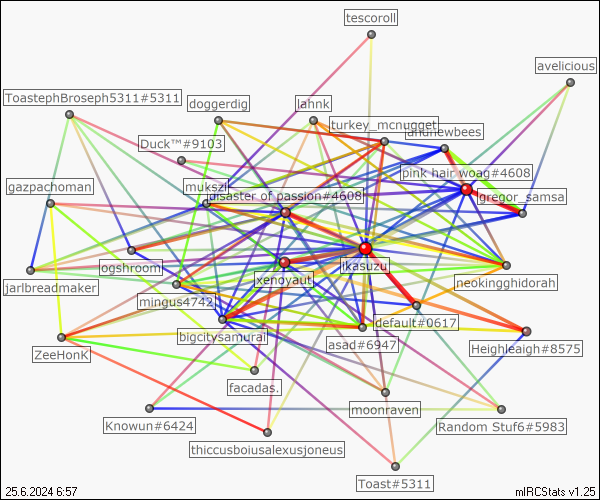 tescoroll
avelicious
ToastephBroseph5311#5311
doggerdig
lahnk
turkey_mcnugget
andrewbees
Duck™#9103
pink hair woag#4608
gazpachoman
mukszi
disaster of passion#4608
gregor_samsa
ogshroom
ikasuzu
jarlbreadmaker
xenoyaut
neokingghidorah
mingus4742
default#0617
bigcitysamurai
asad#6947
ZeeHonK
Heighleaigh#8575
facadas.
moonraven
Knowun#6424
Random Stuf6#5983
thiccusboiusalexusjoneus
Toast#5311
25.6.2024 6:57
mIRCStats v1.25